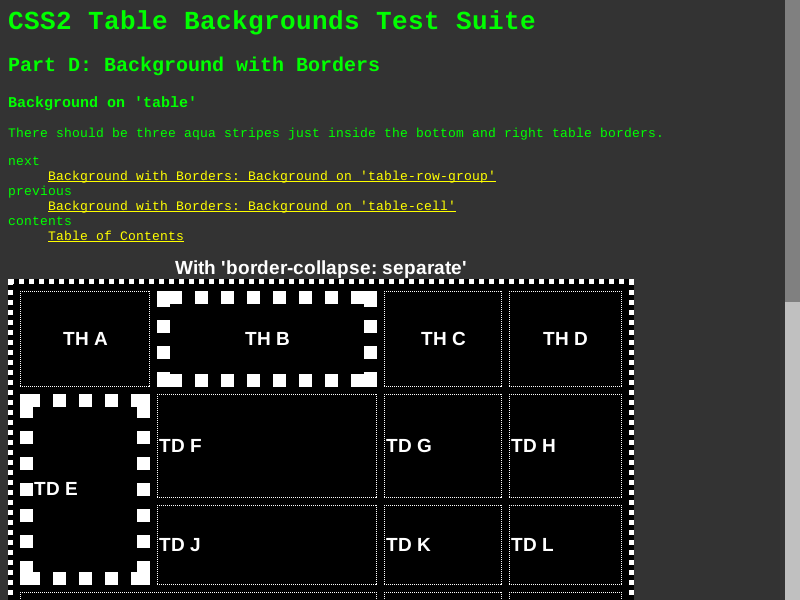 CSS2 Table Backgrounds Test Suite
Part D: Background with Borders
Background on 'table'
There should be three aqua stripes just inside the bottom and right table borders.
next
Background with Borders: Background on 'table-row-group'
previous
Background with Borders: Background on 'table-cell'
contents
Table of Contents
With 'border-collapse: separate'
TH A TH B TH C TH D
TD E TD F TD G TD H
TD J TD K TD L